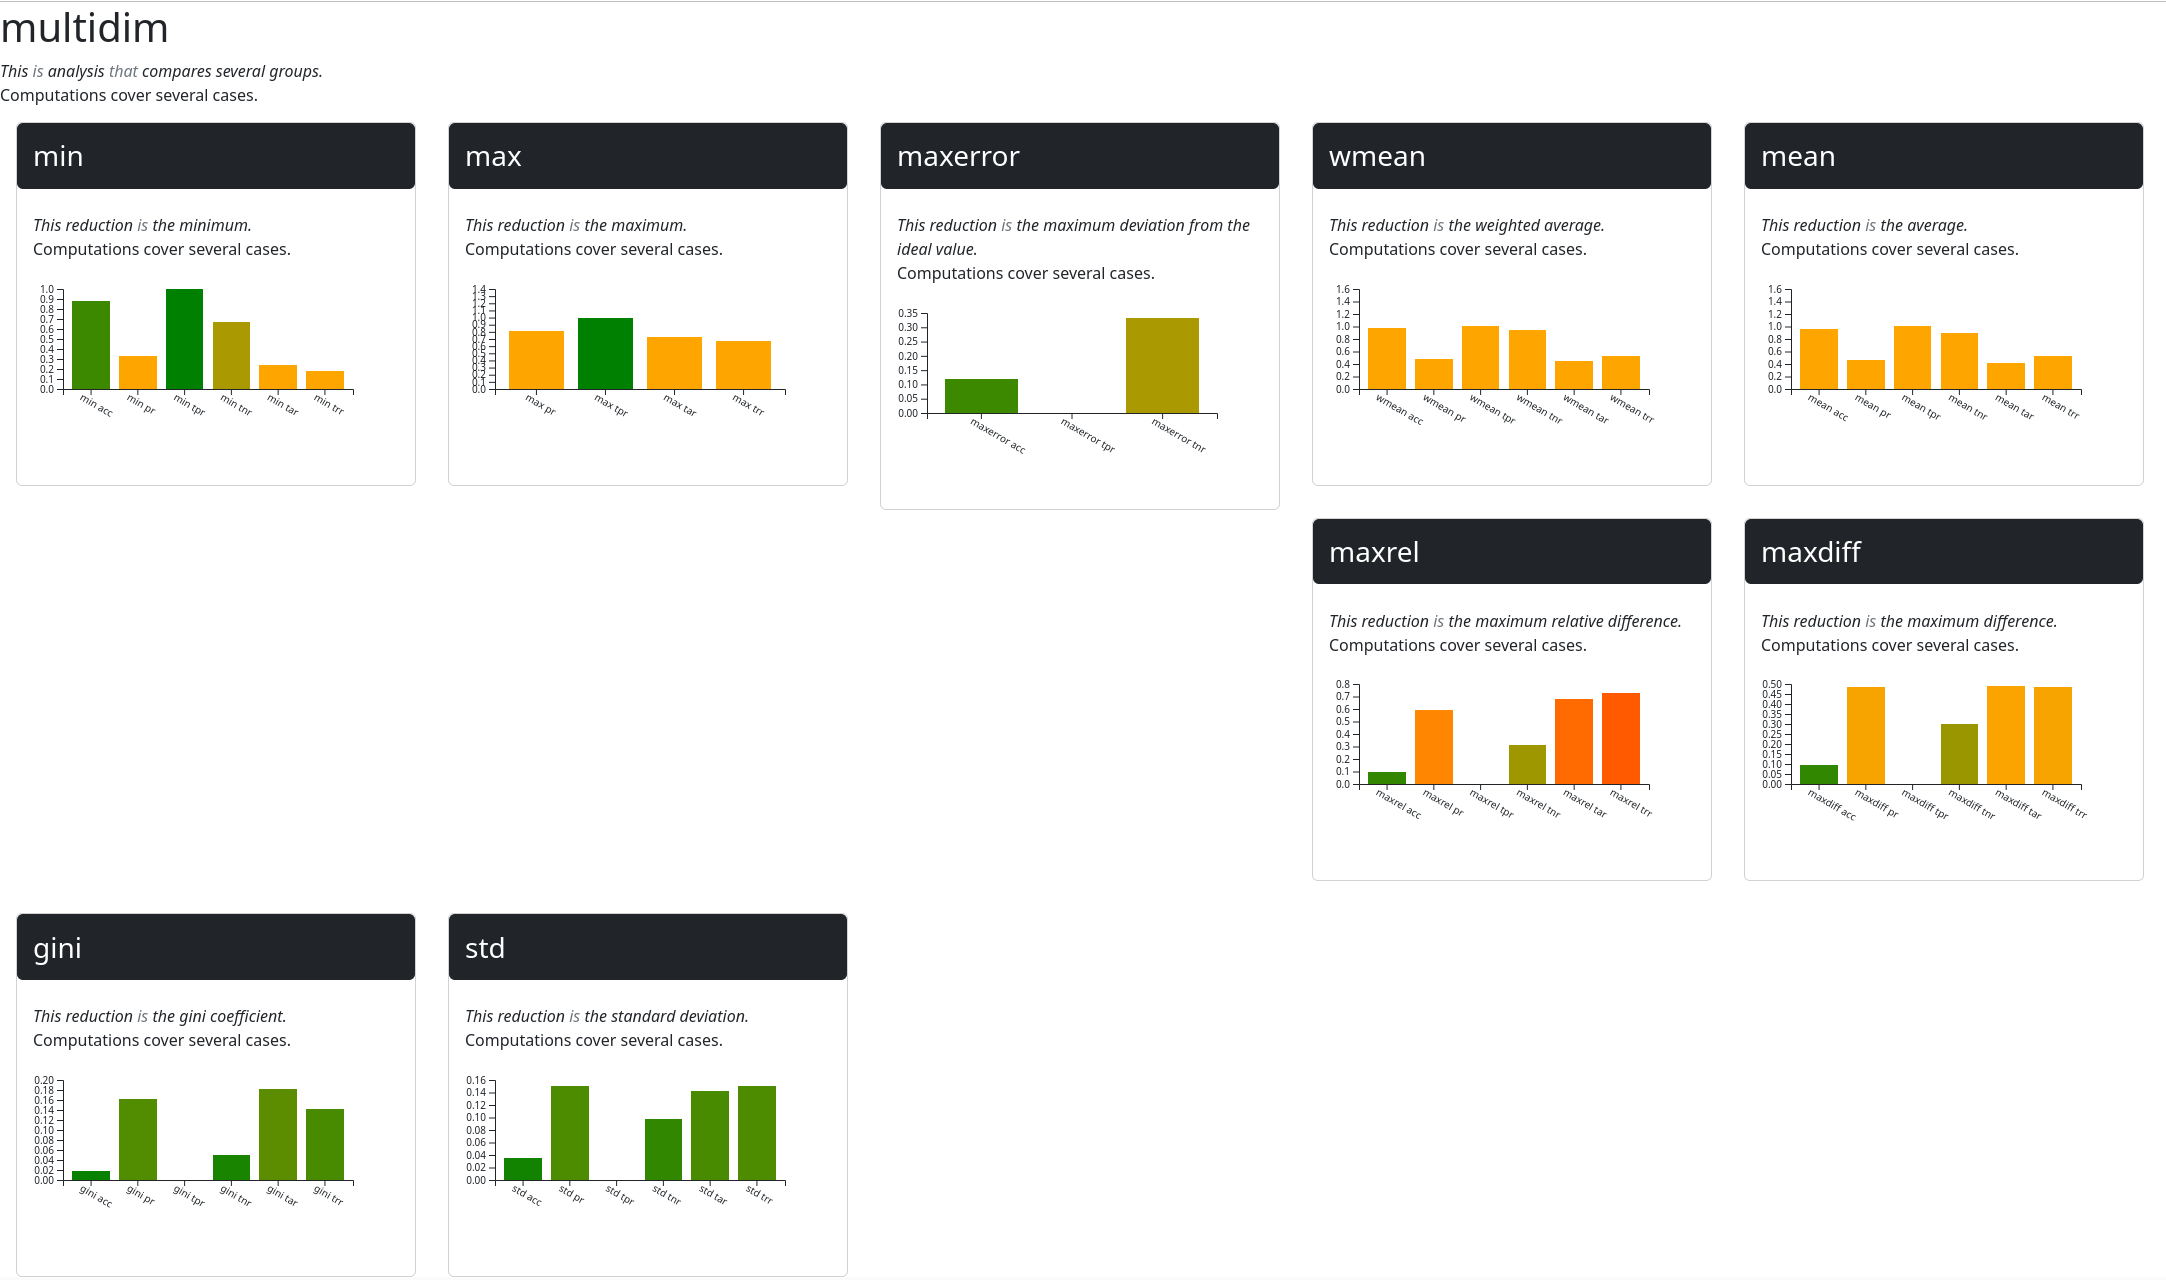 multidim
This is analysis that compares several groups.
Computations cover several cases.
min
This reduction is the minimum.
Computations cover several cases.
1.0
0.9
0.8
0.7
0.6
0.5
0.4
0.3
0.2
0.1
0.0
min acc
min pr
min tpr
min tnr
min tar
min trr
max
This reduction is the maximum.
Computations cover several cases.
1.4
1.3
1.2
1.1
1.0
0.9
0.8
0.7
0.6
0.5
0.4
0.3
0.2
0.1
0.0
max pr
max tpr
max tar
max trr
maxerror
This reduction is the maximum deviation from the
ideal value.
Computations cover several cases.
0.35
0.30
0.25
0.20
0.15
0.10
0.05
0.00
maxerror acc
maxerror tpr
maxerror tnr
wmean
This reduction is the weighted average.
Computations cover several cases.
1.6
1.4
1.2
1.0
0.8
0.6
0.4
0.2
0.0
wmean acc
wmean pr
wmean tpr
wmean tnr
wmean tar
wmean trr
mean
This reduction is the average.
Computations cover several cases.
1.6
1.4
1.2
1.0
0.8
0.6
0.4
0.2
0.0
mean acc
mean pr
mean tpr
mean tnr
mean tar
mean trr
maxrel
This reduction is the maximum relative difference.
Computations cover several cases.
0.8
0.7
0.6
0.5
0.4
0.3
0.2
0.1
0.0
maxrel acc
maxrel pr
maxrel tpr
maxrel tnr
maxrel tar
maxrel trr
maxdiff
This reduction is the maximum difference.
Computations cover several cases.
0.50
0.45
0.40
0.35
0.30
0.25
0.20
0.15
0.10
0.05
0.00
maxdiff acc
maxdiff pr
maxdiff tpr
maxdiff tnr
maxdiff tar
maxdiff trr
gini
This reduction is the gini coefficient.
Computations cover several cases.
0.20
0.18
0.16
0.14
0.12
0.10
0.08
0.06
0.04
0.02
0.00
gini acc
gini pr
gini tpr
gini tnr
gini tar
gini trr
std
This reduction is the standard deviation.
Computations cover several cases.
0.16
0.14
0.12
0.10
0.08
0.06
0.04
0.02
0.00
std acc
std pr
std tpr
std tnr
std tar
std trr